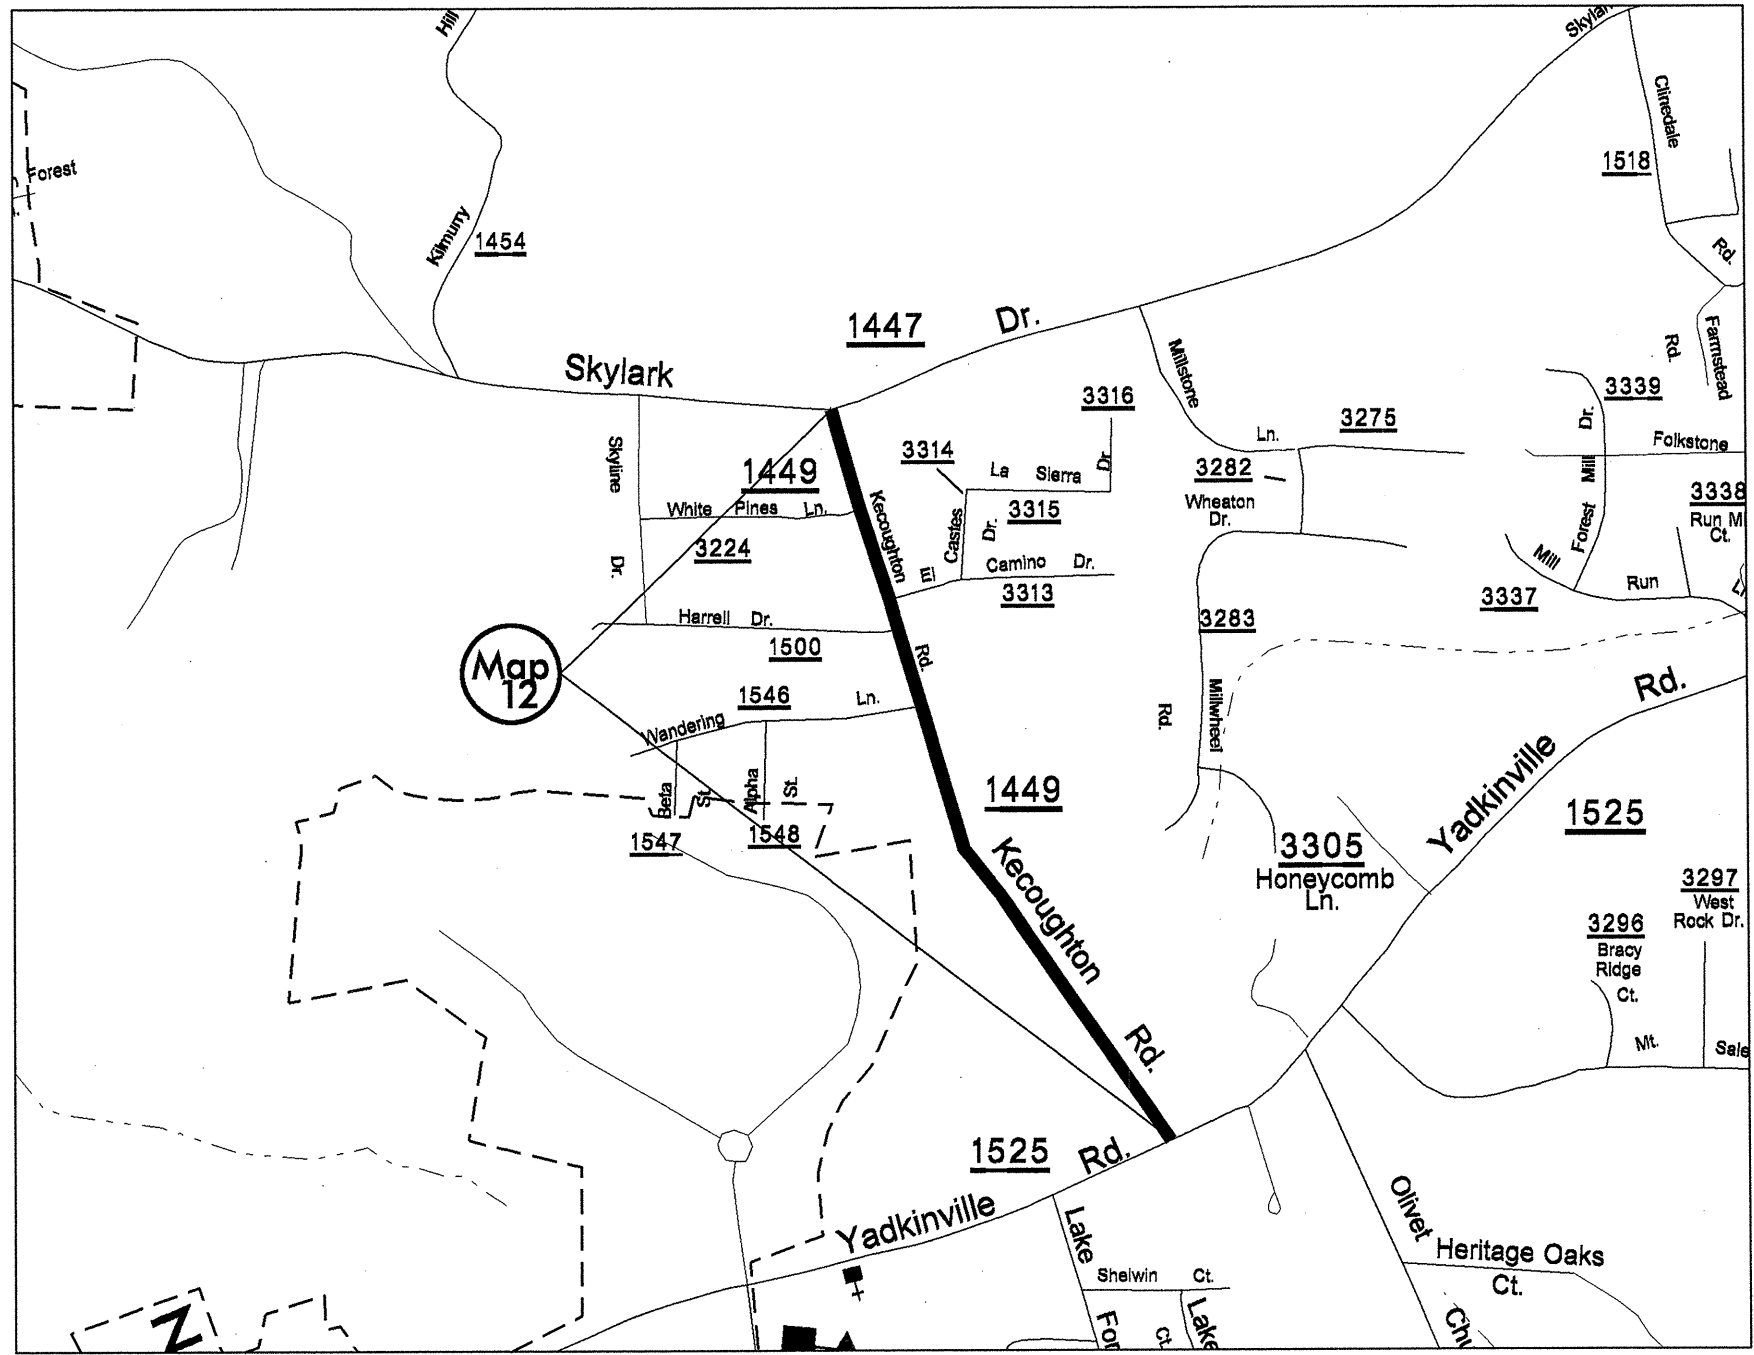 Hill
Skylark
Clinedale
1518
Forest
Kilmurry
1454
Rd.
1447
Dr.
Skylark
Millstone
Rd.
Farmstead
3339
3316
3275
Dr.
Ln.
Folkstone
Skyline
1449
3314
La Sierra Dr
3282
Mill
White Pines Ln.
Kecoughton
3315
Wheaton
Dr.
3338
Run M
Ct.
Castes
Dr.
Forest
3224
Dr.
El
Camino Dr.
3313
Mill
Run
3337
Harrell Dr.
1500
Rd.
3283
Map
12
1546
Ln.
Wandering
Rd.
Millwheel
Rd.
Yadkinville
Beta
St.
Alpha
St.
1449
1525
1547
1548
3305
Honeycomb
Ln.
Kecoughton
3297
West
Rock Dr.
3296
Bracy
Ridge
Ct.
Rd.
Mt.
Sale
1525
Rd.
Yadkinville
Lake
Olivet
Heritage Oaks
Ct.
Shelwin Ct.
N
For
Ct.
Lake
Chu